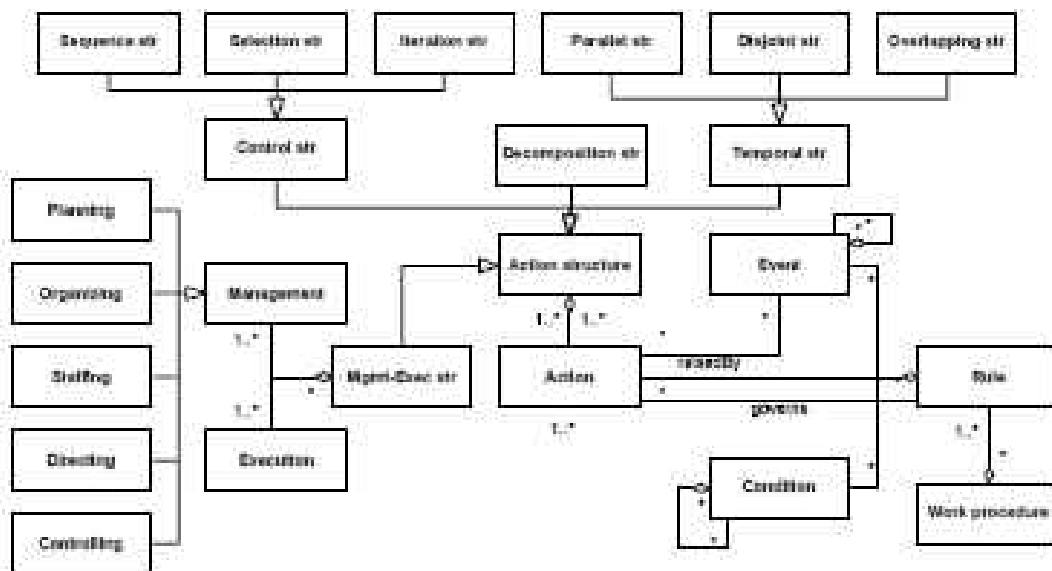 Sequence str
Selection str
Iteration str
Parallel str
Disjoint str
Overlapping str
Control str
Decomposition str
Temporal str
Planning
Action structure
Event
*
*
Organizing
Management
*
1..*
1..*
*
1..*
*
raisedBy
Staffing
Mgmt-Exec str
Action
Rule
*
*
*
governs
1..*
1..*
1..*
*
*
Directing
Execution
Condition
*
*
Work procedure
Controlling